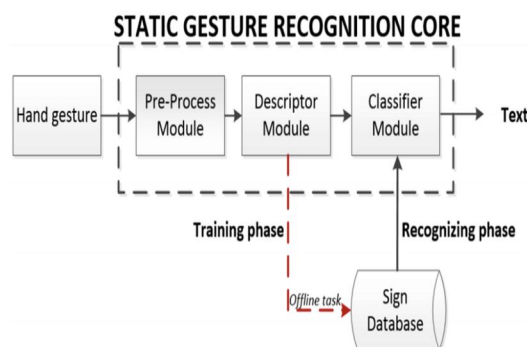 STATIC GESTURE RECOGNITION CORE
Hand gesture
Pre-Process
Module
Descriptor
Module
Classifier
Module
Text
Training phase
Recognizing phase
Offline task
Sign
Database